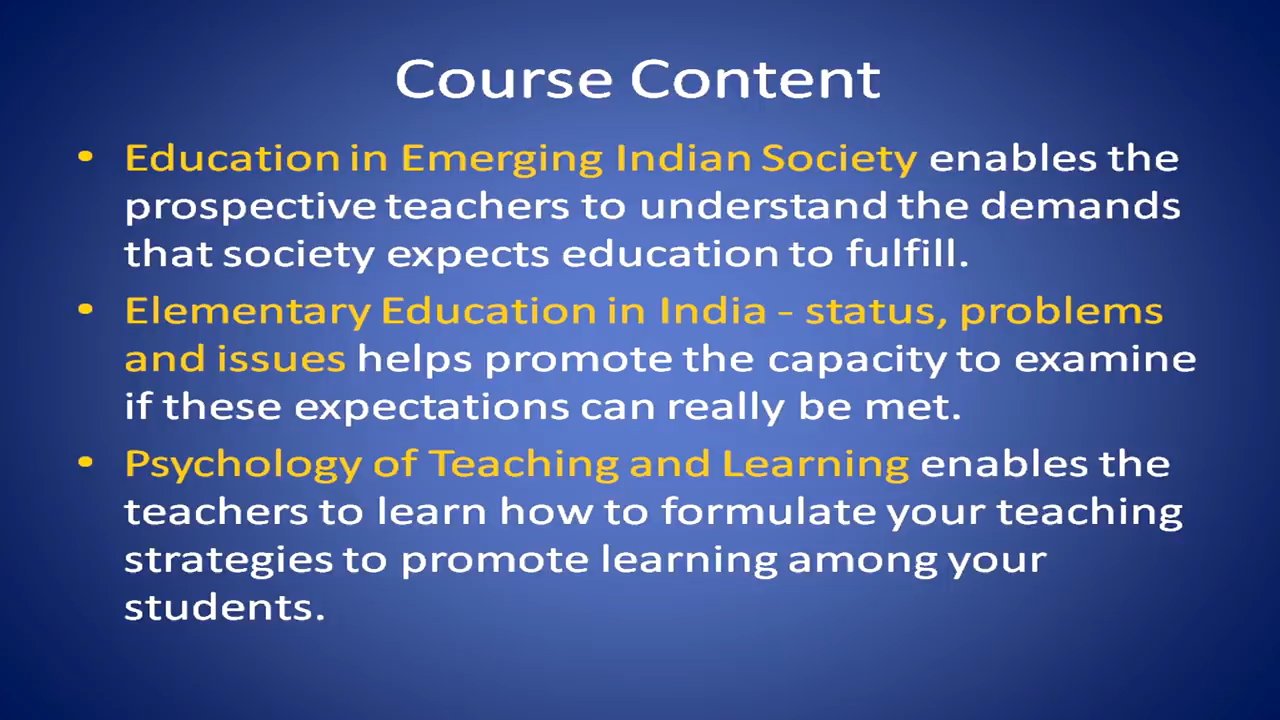 Course Content
• Education in Emerging Indian Society enables the
prospective teachers to understand the demands
that society expects education to fulfill.
• Elementary Education in India - status, problems
and issues helps promote the capacity to examine
if these expectations can really be met.
• Psychology of Teaching and Learning enables the
teachers to learn how to formulate your teaching
strategies to promote learning among your
students.